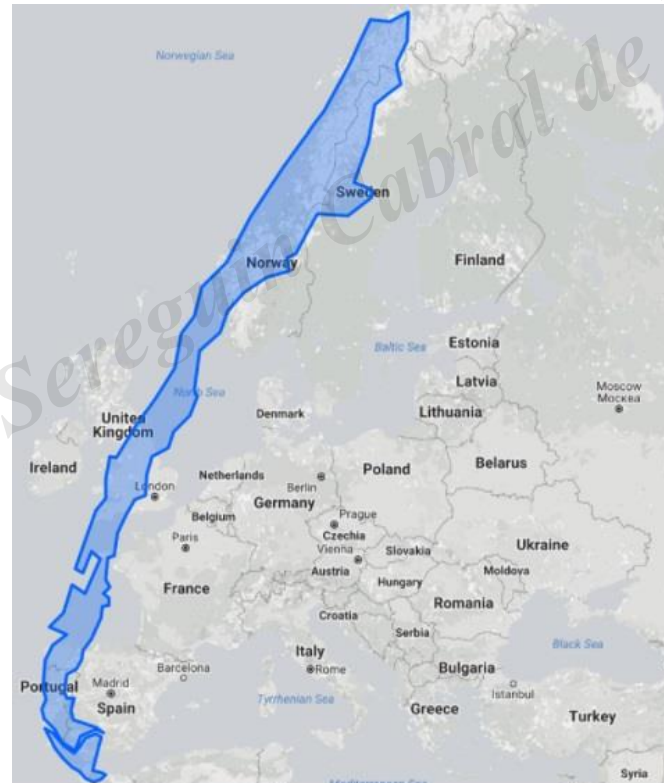 Norwegian Sea
Sereguin Cabral de
Sweden
Norway
Finland
Baltic Sea
Estonia
Latvia
Lithuania
Moscow
Москва
North Sea
Denmark
United
Kingdom
Ireland
London
Netherlands
Berlin
Poland
Belarus
Belgium
Germany
Prague
Czechia
Paris
Vienna
Slovakia
Ukraine
Austria
Hungary
Moldova
France
Croatia
Romania
Serbia
Italy
Rome
Bulgaria
Black Sea
Barcelona
Portugal
Madrid
Spain
Tyrrhenian Sea
Istanbul
Greece
Turkey
Syria
Mediterranean Sea